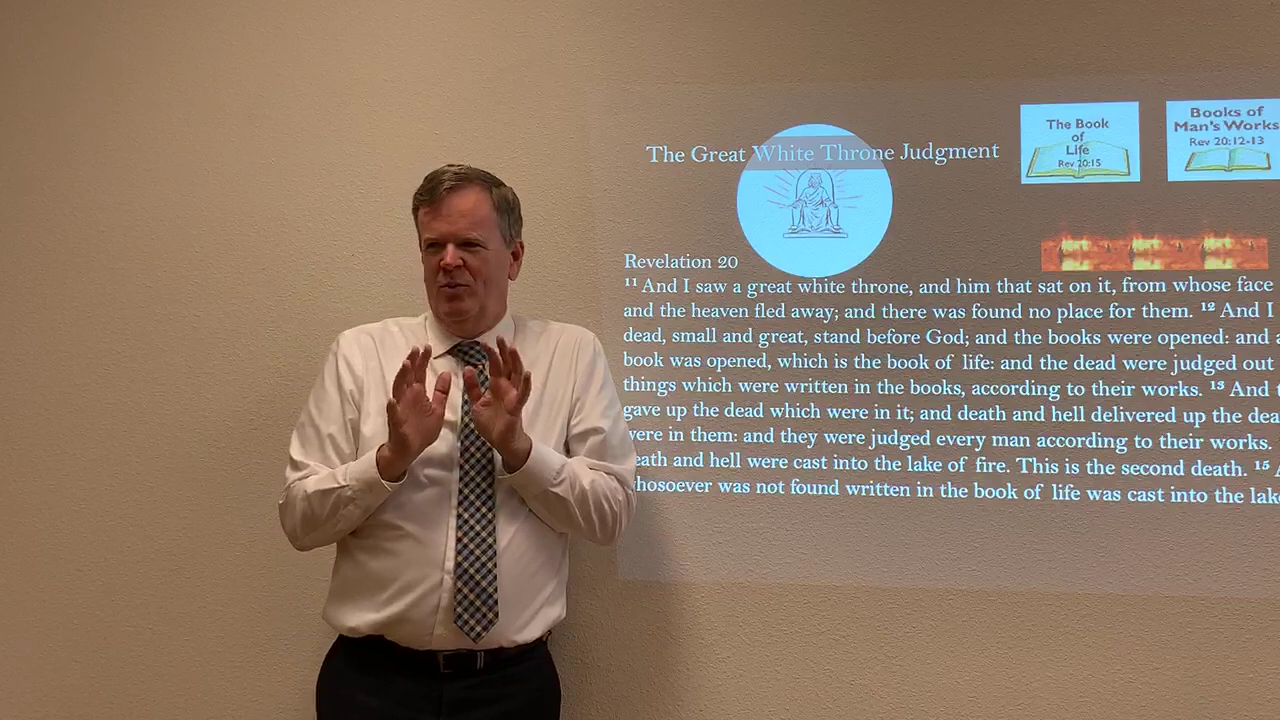 The Great White Throne Judgment
The Book
of
Life
Rev 20:15
Books of
Man's Works
Rev 20:12-13
Revelation 20
¹¹ And I saw a great white throne, and him that sat on it, from whose face
and the heaven fled away; and there was found no place for them. ¹² And I
dead, small and great, stand before God; and the books were opened: and a
book was opened, which is the book of life: and the dead were judged out
things which were written in the books, according to their works. ¹³ And t
gave up the dead which were in it; and death and hell delivered up the dea
were in them: and they were judged every man according to their works.
death and hell were cast into the lake of fire. This is the second death. ¹⁵ A
whosoever was not found written in the book of life was cast into the lake